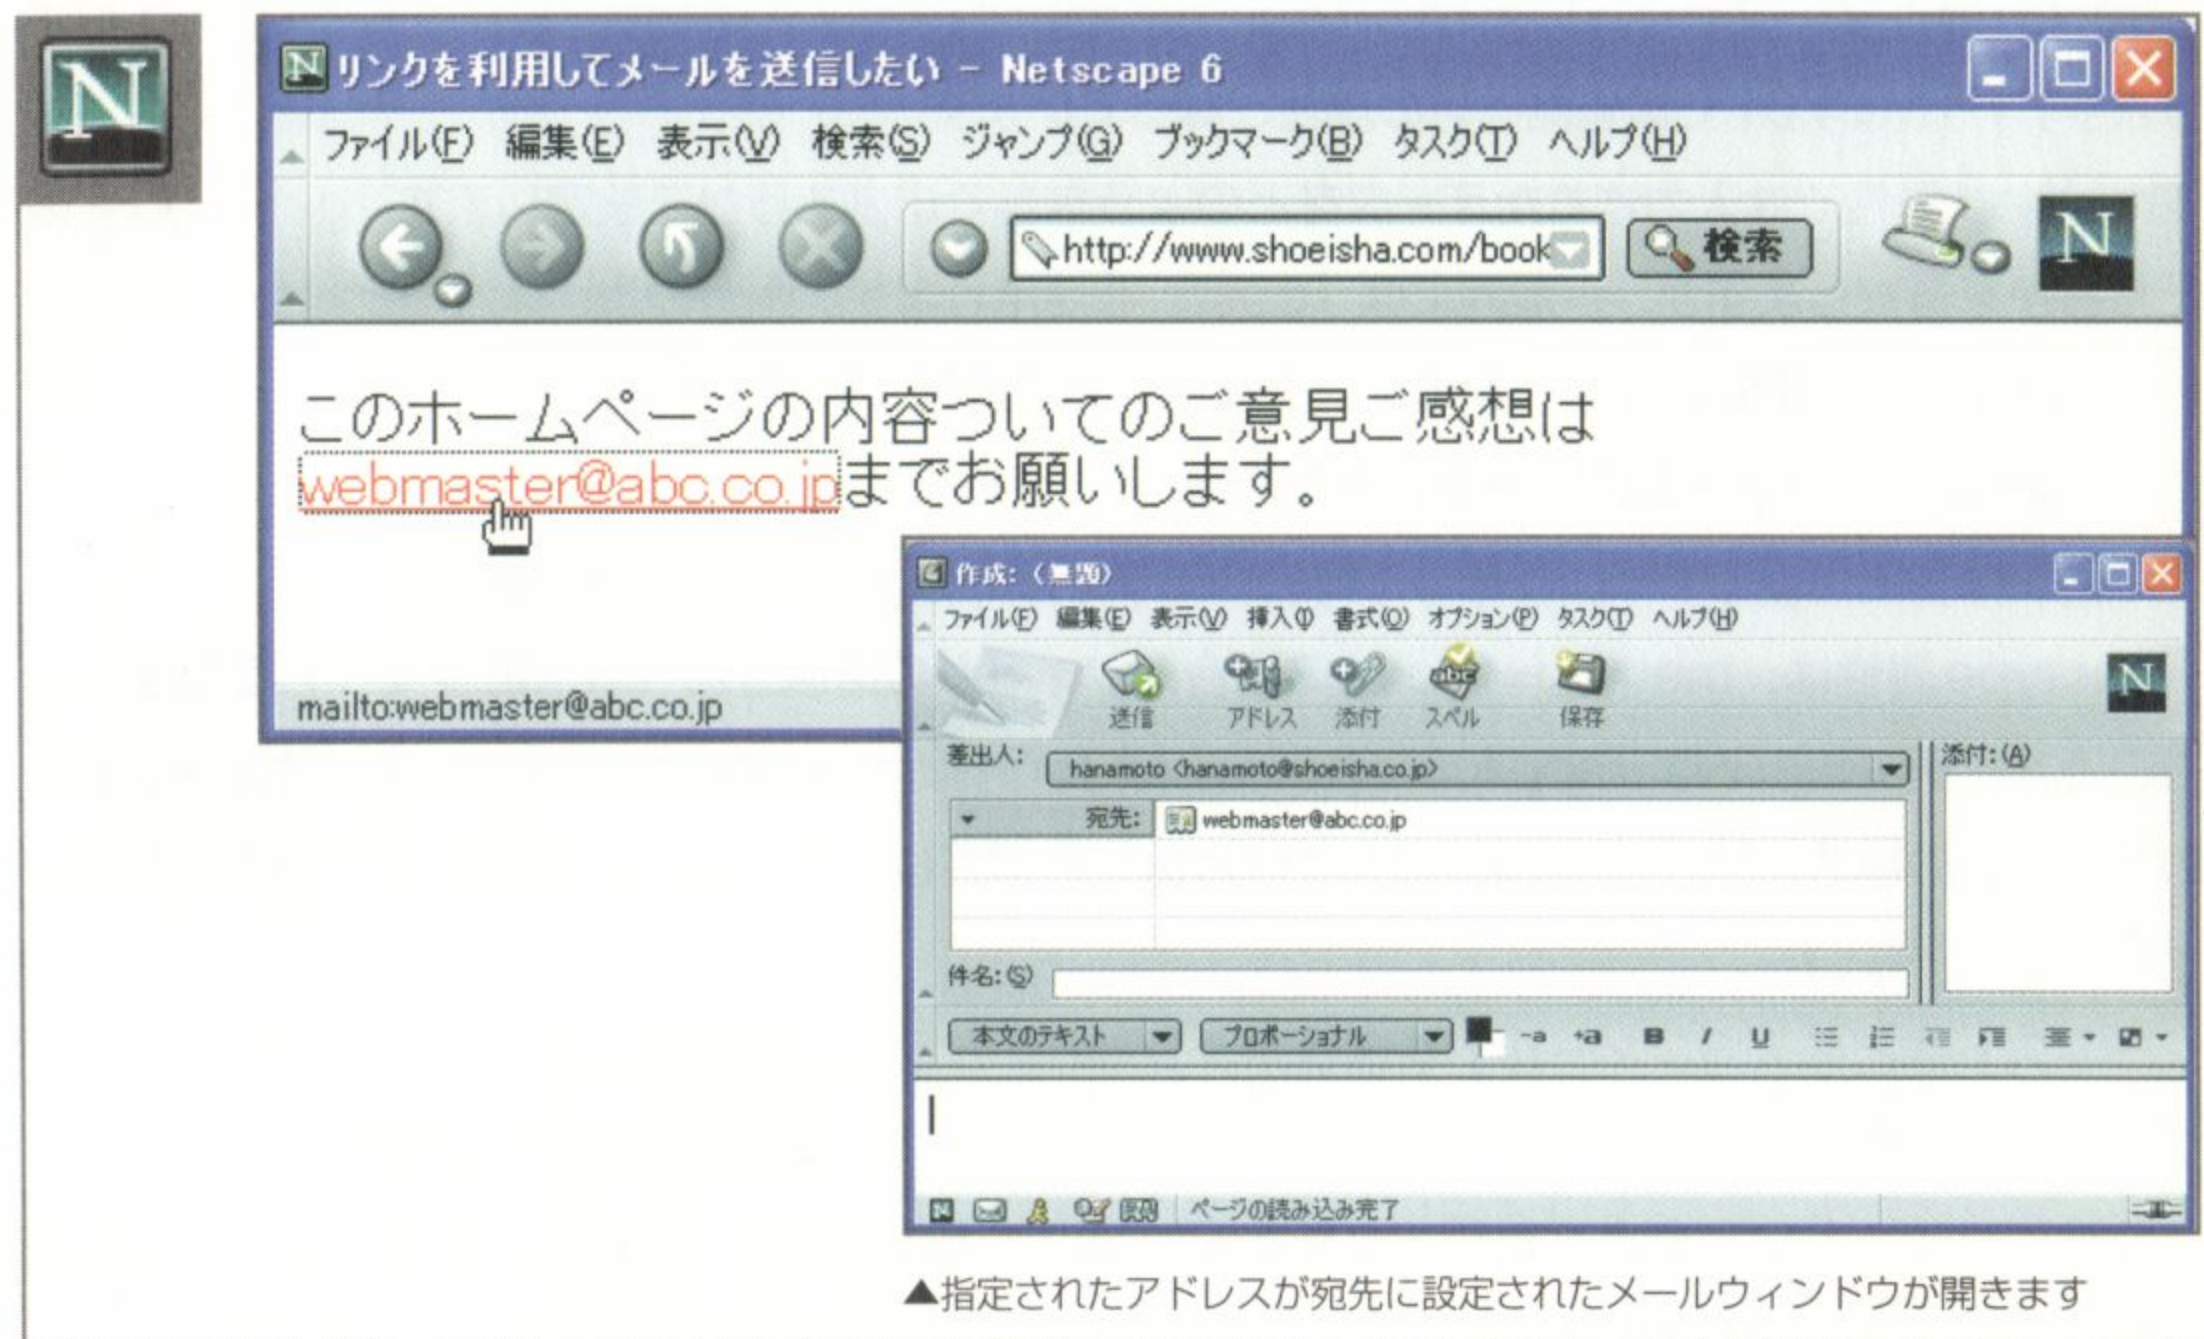 N
リンクを利用してメールを送信したい - Netscape 6
ファイル(F) 編集(E) 表示(V) 検索(S) ジャンプ(G) ブックマーク(B) タスク(T) ヘルプ(H)
http://www.shoeisha.com/book
検索
N
このホームページの内容ついてのご意見ご感想は
webmaster@abc.co.jpまでお願いします。
mailto:webmaster@abc.co.jp
作成: (無題)
ファイル(F) 編集(E) 表示(V) 挿入(I) 書式(O) オプション(P) タスク(T) ヘルプ(H)
送信 アドレス 添付 スペル 保存
N
差出人: hanamoto <hanamoto@shoeisha.co.jp>
添付: (A)
宛先: webmaster@abc.co.jp
件名: (S)
本文のテキスト プロポーショナル -a +a B I U
ページの読み込み完了
▲指定されたアドレスが宛先に設定されたメールウィンドウが開きます